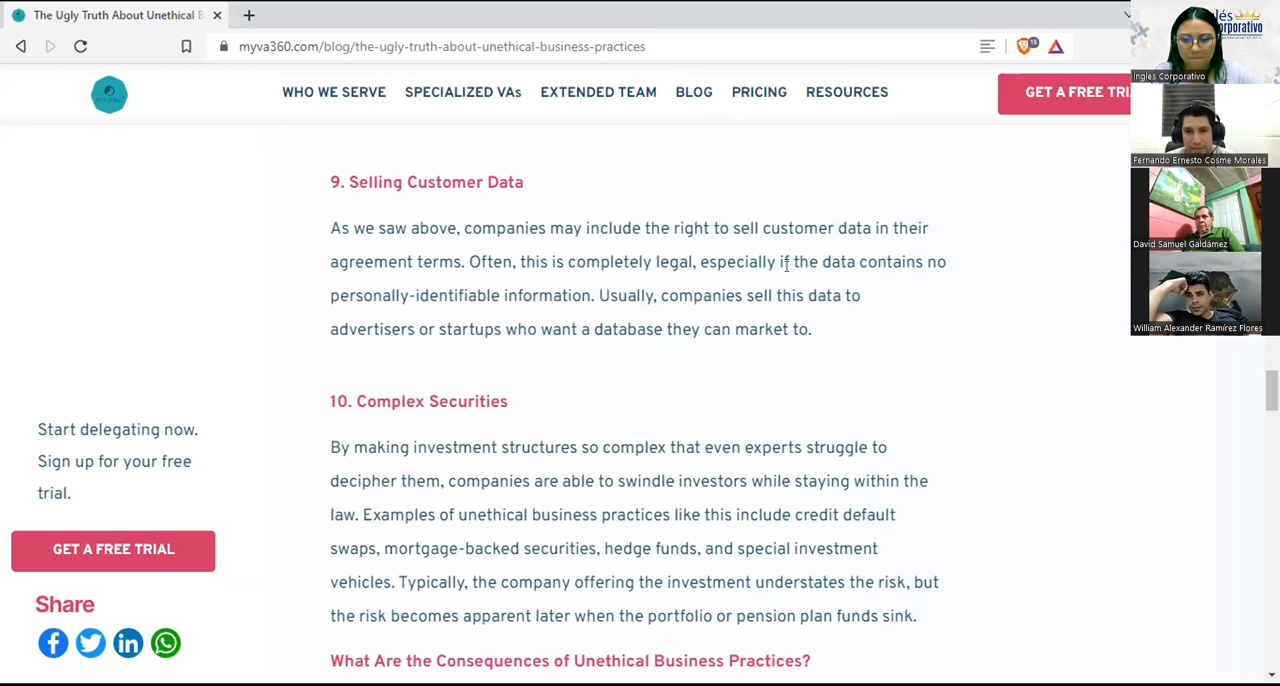 The Ugly Truth About Unethical B
myva360.com/blog/the-ugly-truth-about-unethical-business-practices
15
WHO WE SERVE SPECIALIZED VAs EXTENDED TEAM BLOG PRICING RESOURCES
GET A FREE TRI
9. Selling Customer Data
As we saw above, companies may include the right to sell customer data in their
agreement terms. Often, this is completely legal, especially if the data contains no
personally-identifiable information. Usually, companies sell this data to
advertisers or startups who want a database they can market to.
10. Complex Securities
By making investment structures so complex that even experts struggle to
decipher them, companies are able to swindle investors while staying within the
law. Examples of unethical business practices like this include credit default
swaps, mortgage-backed securities, hedge funds, and special investment
vehicles. Typically, the company offering the investment understates the risk, but
the risk becomes apparent later when the portfolio or pension plan funds sink.
What Are the Consequences of Unethical Business Practices?
Start delegating now.
Sign up for your free
trial.
GET A FREE TRIAL
Share
lés
orporativo
Ingles Corporativo
Fernando Ernesto Cosme Morales
David Samuel Galdámez
William Alexander Ramírez Flores